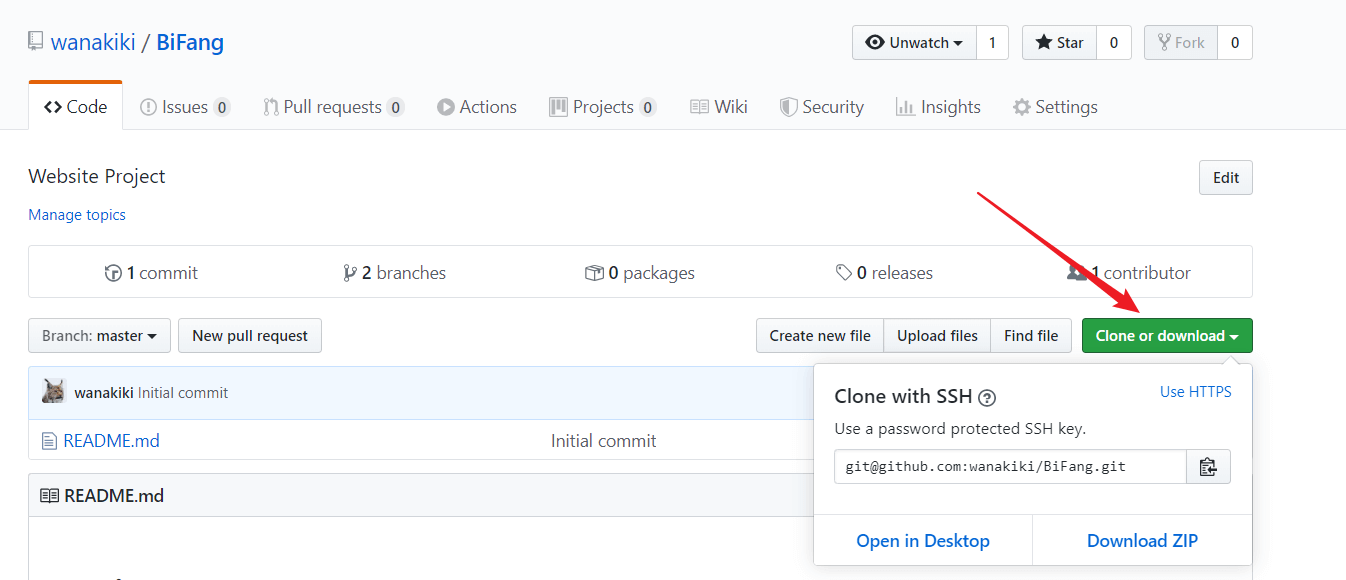 wanakiki / BiFang
Unwatch 1 Star 0 Fork 0
Code Issues 0 Pull requests 0 Actions Projects 0 Wiki Security Insights Settings
Website Project
Edit
Manage topics
1 commit 2 branches 0 packages 0 releases 1 contributor
Branch: master New pull request Create new file Upload files Find file Clone or download
wanakiki Initial commit
README.md Initial commit
README.md
Clone with SSH ?
Use HTTPS
Use a password protected SSH key.
git@github.com:wanakiki/BiFang.git
Open in Desktop Download ZIP